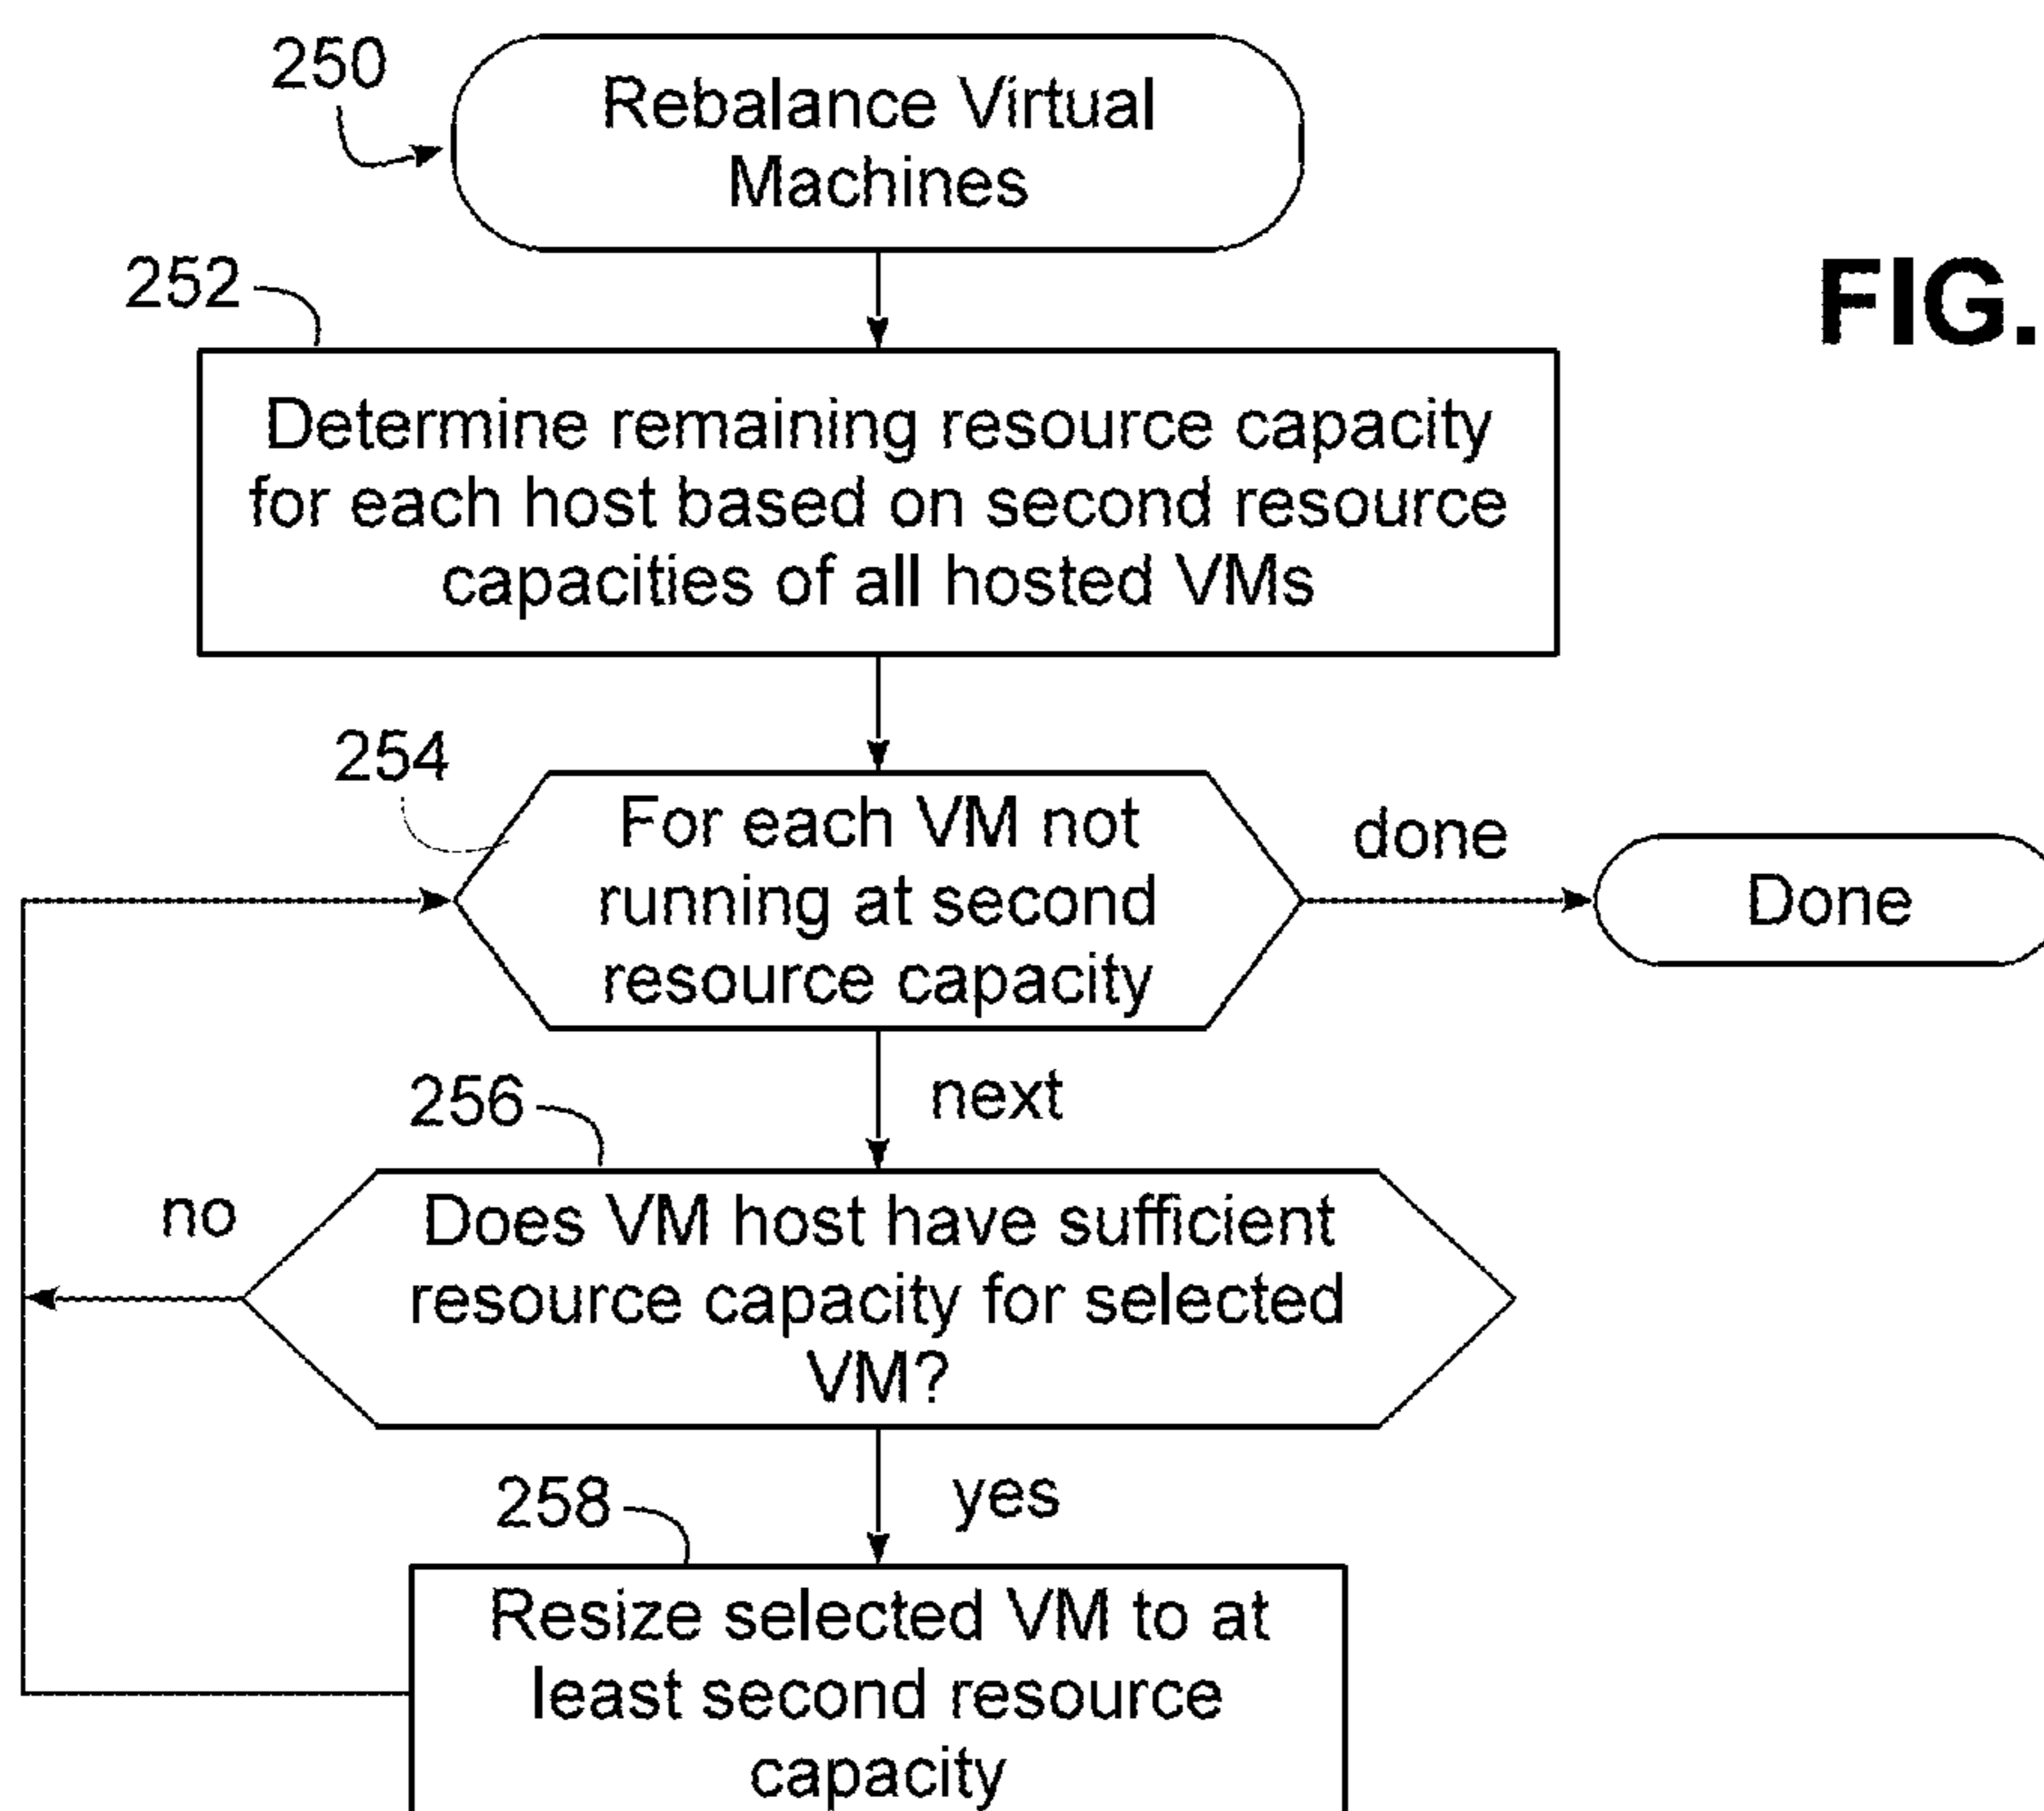 250
Rebalance Virtual
Machines
252
FIG.
Determine remaining resource capacity
for each host based on second resource
capacities of all hosted VMs
254
For each VM not
running at second
resource capacity
done
Done
256
next
no
Does VM host have sufficient
resource capacity for selected
VM?
258
yes
Resize selected VM to at
least second resource
capacity